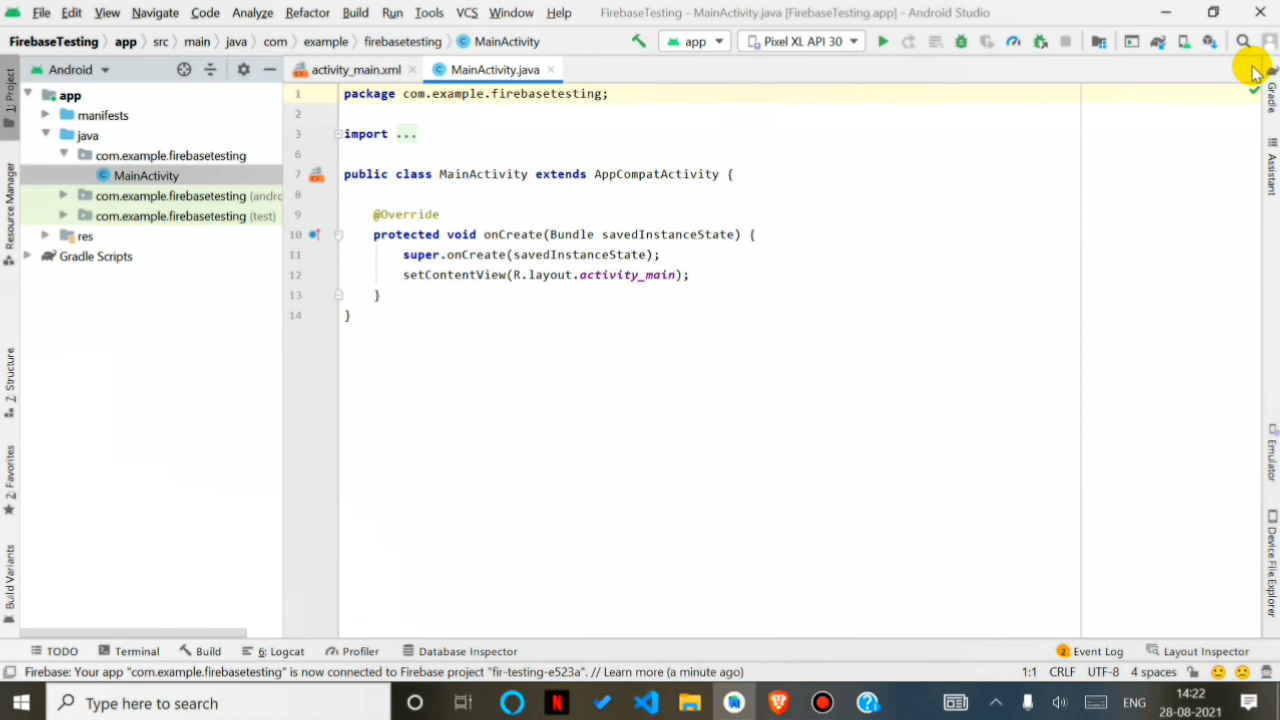 File Edit View Navigate Code Analyze Refactor Build Run Tools VCS Window Help FirebaseTesting - MainActivity.java [FirebaseTesting.app] - Android Studio
FirebaseTesting app src main java com example firebasetesting MainActivity app Pixel XL API 30
Android activity_main.xml MainActivity.java
1: Project
Resource Manager
Z: Structure
2: Favorites
Build Variants
app
manifests
java
com.example.firebasetesting
MainActivity
com.example.firebasetesting (andro
com.example.firebasetesting (test)
res
Gradle Scripts
1 package com.example.firebasetesting;
2
3 import ...
6
7 public class MainActivity extends AppCompatActivity {
8
9 @Override
10 protected void onCreate(Bundle savedInstanceState) {
11 super.onCreate(savedInstanceState);
12 setContentView(R.layout.activity_main);
13 }
14 }
Gradle
Assistant
Emulator
Device File Explorer
TODO Terminal Build 6: Logcat Profiler Database Inspector 2 Event Log Layout Inspector
Firebase: Your app "com.example.firebasetesting" is now connected to Firebase project "fir-testing-e523a". // Learn more (a minute ago) 1:1 CRLF UTF-8 4 spaces
Type here to search ENG 14:22
28-08-2021